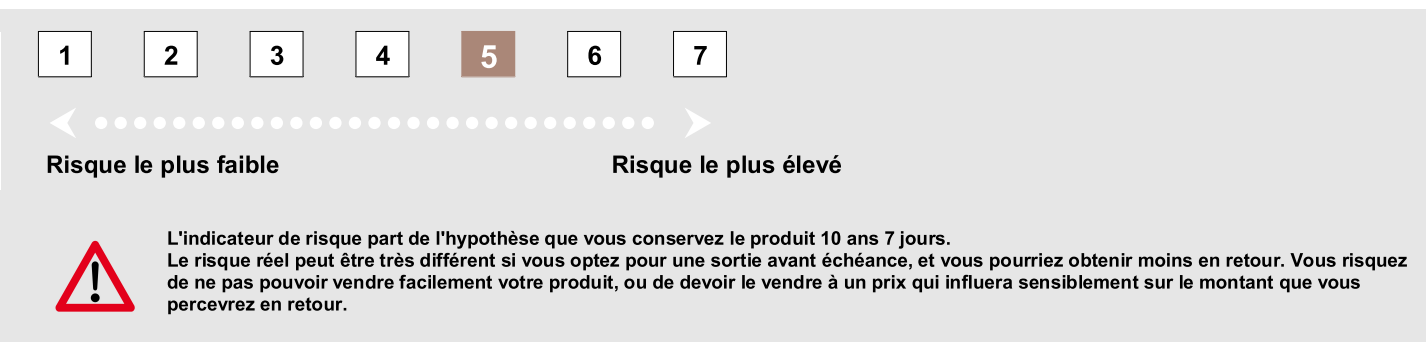 1 2 3 4 5 6 7
Risque le plus faible Risque le plus élevé
L'indicateur de risque part de l'hypothèse que vous conservez le produit 10 ans 7 jours.
Le risque réel peut être très différent si vous optez pour une sortie avant échéance, et vous pourriez obtenir moins en retour. Vous risquez
de ne pas pouvoir vendre facilement votre produit, ou de devoir le vendre à un prix qui influera sensiblement sur le montant que vous
percevrez en retour.